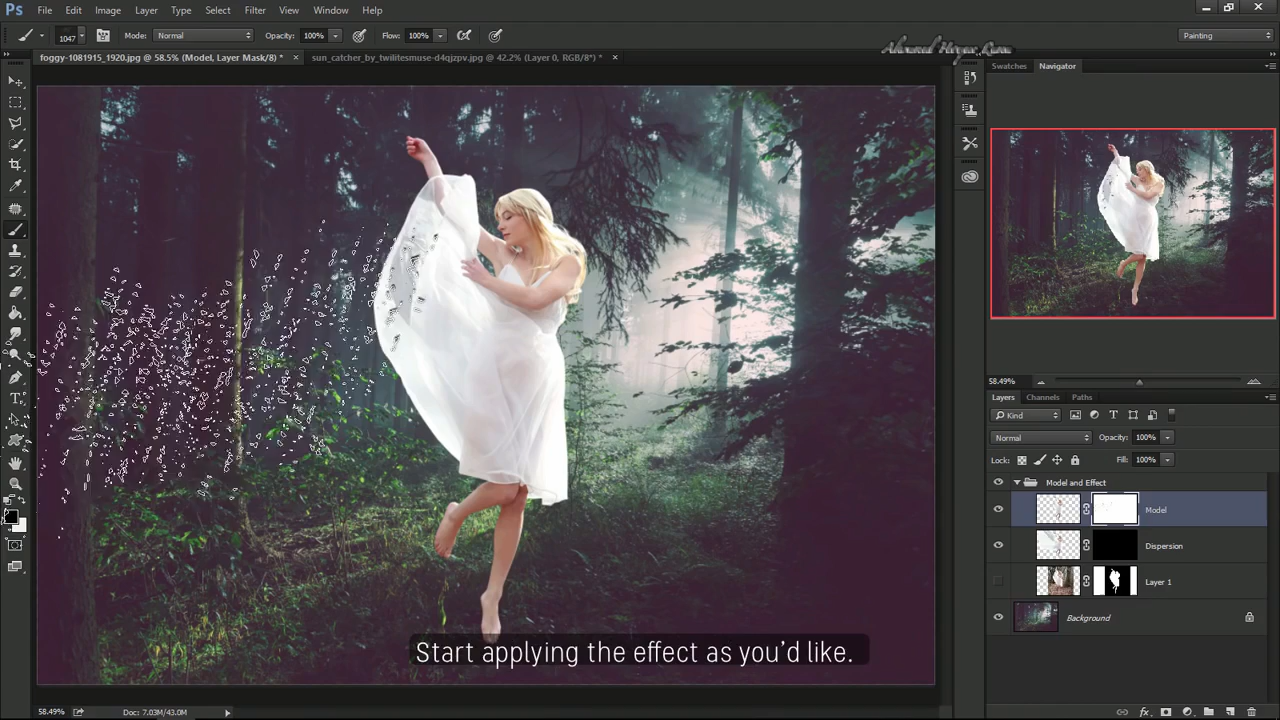 Ps File Edit Image Layer Type Select Filter View Window Help
1047 Mode: Normal Opacity: 100% Flow: 100% Painting
foggy-1081915_1920.jpg @ 58.5% (Model, Layer Mask/8) * × sun_catcher_by_twilitesmuse-d4qjzpv.jpg @ 42.2% (Layer 0, RGB/8*) * ×
Swatches Navigator
58.49%
Layers Channels Paths
Kind
Normal Opacity: 100%
Lock: Fill: 100%
Model and Effect
Model
Dispersion
Layer 1
Background
Start applying the effect as you'd like.
58.49% Doc: 7.03M/43.0M